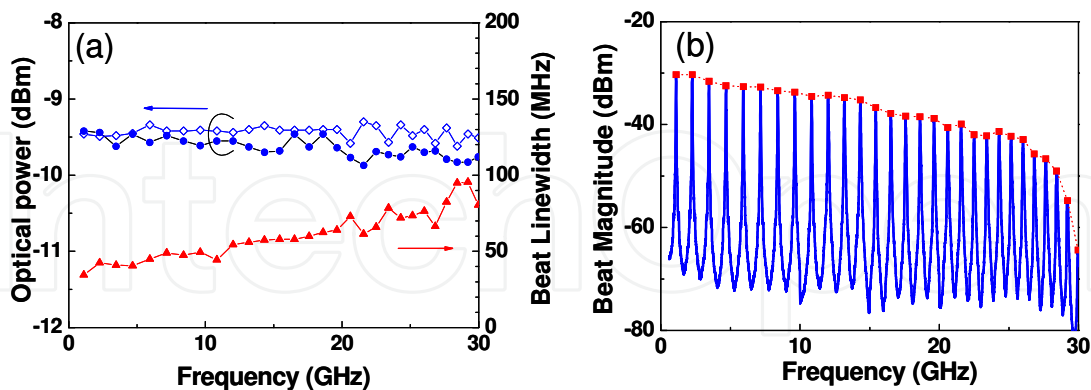 (a)
Optical power (dBm)
-8
-9
-10
-11
-12
200
150
100
50
0
Beat Linewidth (MHz)
0 10 20 30
Frequency (GHz)
(b)
Beat Magnitude (dBm)
-20
-40
-60
-80
0 10 20 30
Frequency (GHz)